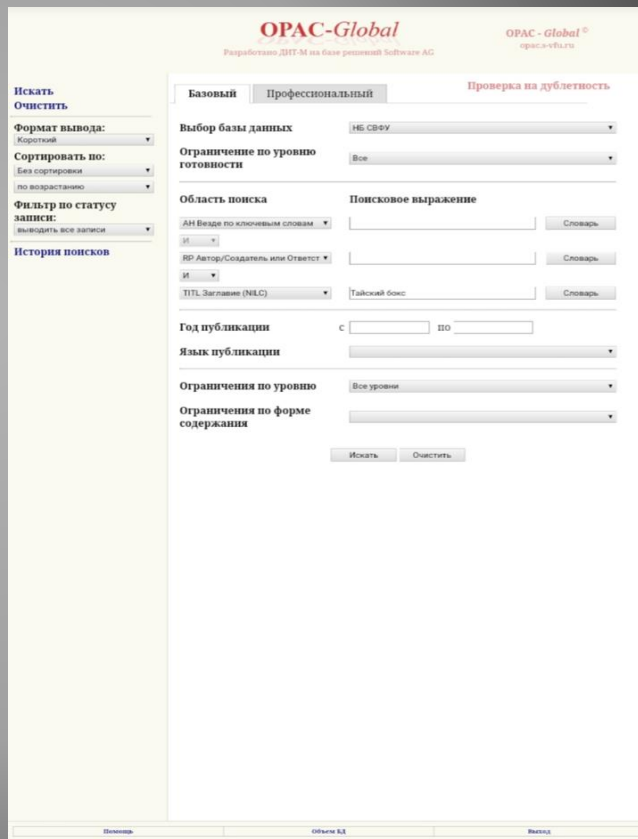 OPAC-Global
Разработано ДИТ-М на базе решений Software AG
OPAC - Global ©
opac.s-vfu.ru
Искать
Очистить
Формат вывода:
Короткий
Сортировать по:
Без сортировки
по возрастанию
Фильтр по статусу
записи:
выводить все записи
История поисков
Базовый Профессиональный
Проверка на дублетность
Выбор базы данных НБ СВФУ
Ограничение по уровню
готовности Все
Область поиска Поисковое выражение
AH Везде по ключевым словам Словарь
И
RP Автор/Создатель или Ответст Словарь
И
TITL Заглавие (NILC) Тайский бокс Словарь
Год публикации с по
Язык публикации
Ограничения по уровню Все уровни
Ограничения по форме
содержания
Искать Очистить
Помощь Объем БД Выход